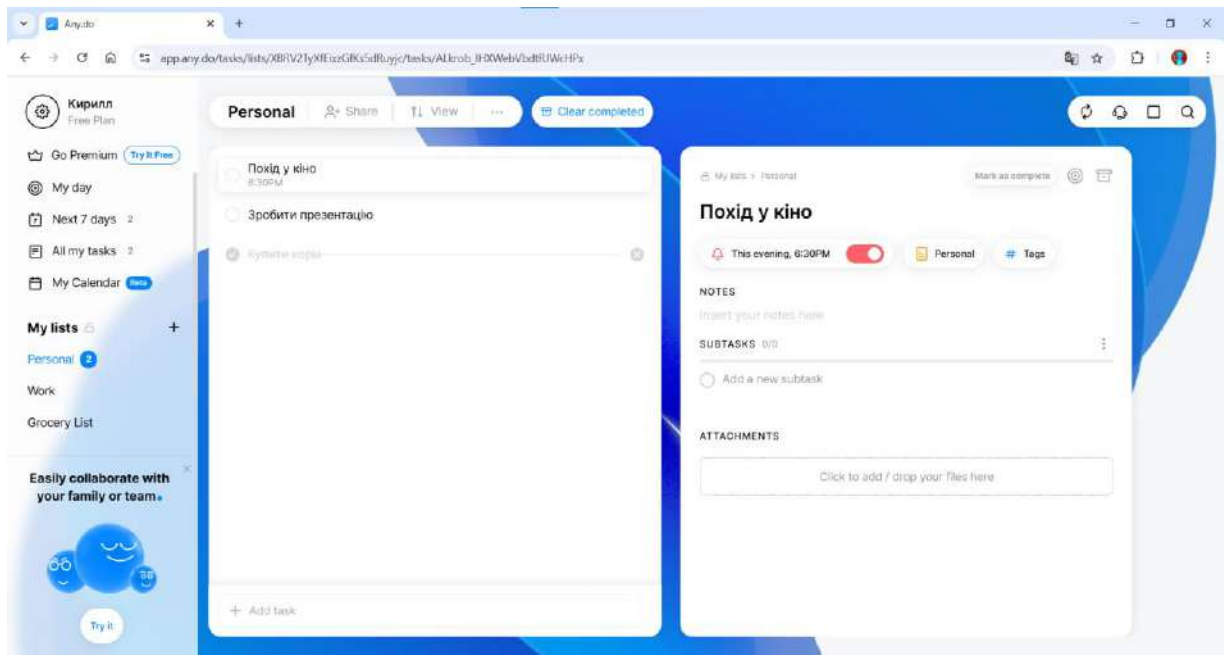 Any.do
app.any.do/tasks/lists/
Кирилл
Free Plan
Go Premium Try It Free
My day
Next 7 days 2
All my tasks 2
My Calendar Beta
My lists
Personal 2
Work
Grocery List
Easily collaborate with
your family or team
Try it
Personal Share View Clear completed
Похід у кіно
6:30PM
Зробити презентацію
Купити
Add task
My lists > Personal Mark as complete
Похід у кіно
This evening, 6:30PM Personal # Tags
NOTES
Insert your notes here
SUBTASKS 0/0
Add a new subtask
ATTACHMENTS
Click to add / drop your files here